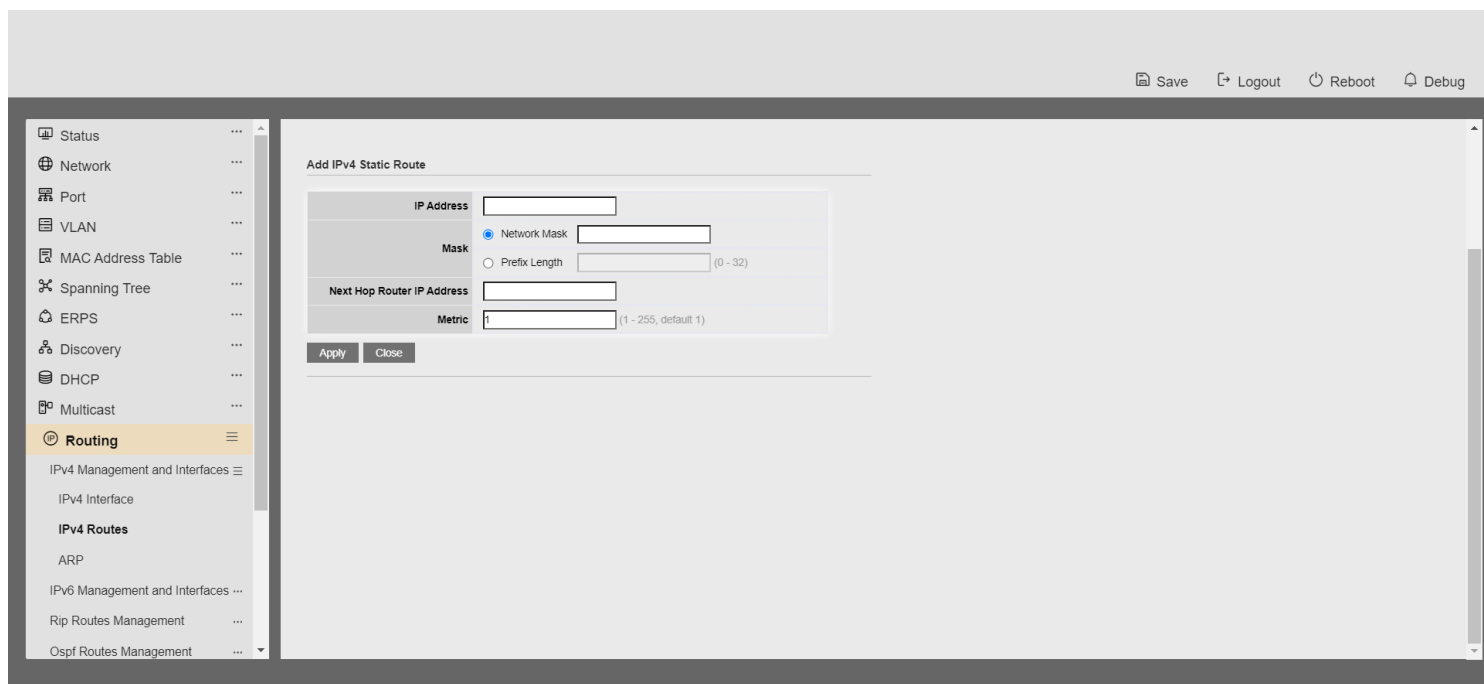 Save Logout Reboot Debug
Status
Network
Port
VLAN
MAC Address Table
Spanning Tree
ERPS
Discovery
DHCP
Multicast
Routing
IPv4 Management and Interfaces
IPv4 Interface
IPv4 Routes
ARP
IPv6 Management and Interfaces
Rip Routes Management
Ospf Routes Management
Add IPv4 Static Route
IP Address
Mask
Network Mask
Prefix Length (0 - 32)
Next Hop Router IP Address
Metric 1 (1 - 255, default 1)
Apply Close